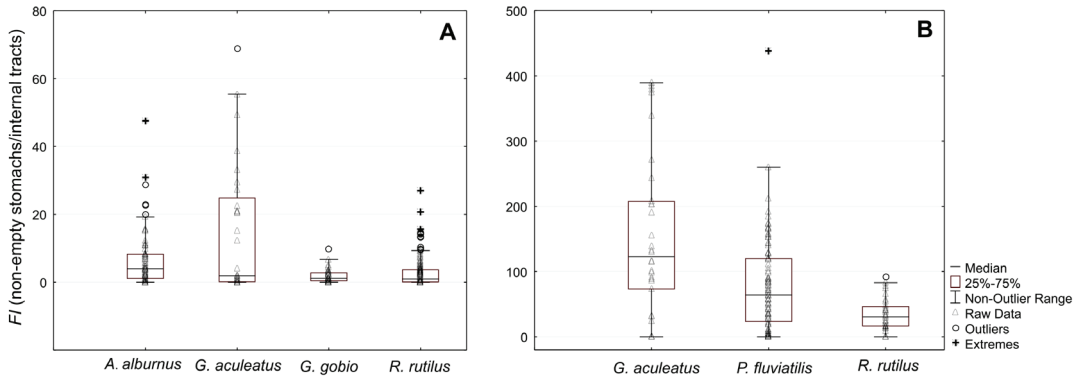 FI (non-empty stomachs/internal tracts)
80
60
40
20
0
A
A. alburnus G. aculeatus G. gobio R. rutilus
500
400
300
200
100
0
B
G. aculeatus P. fluviatilis R. rutilus
Median
25%-75%
Non-Outlier Range
Raw Data
Outliers
Extremes